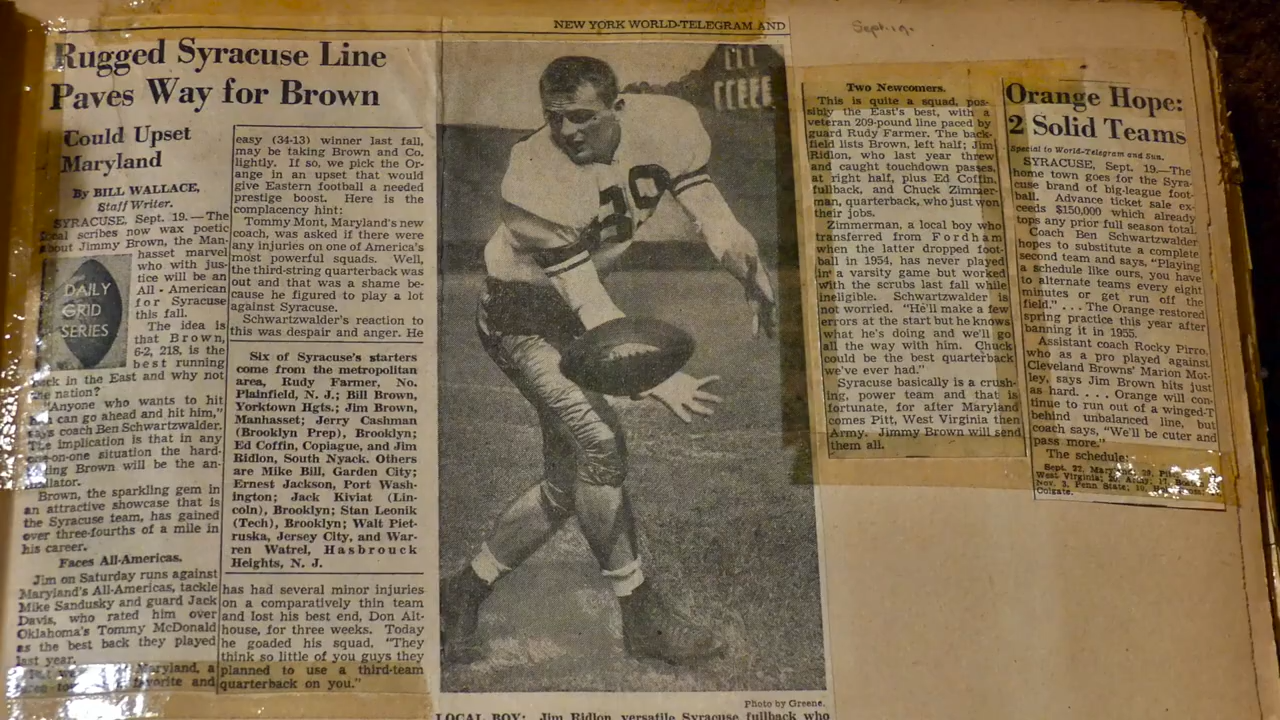 NEW YORK WORLD-TELEGRAM AND
Sept. 19.
Rugged Syracuse Line
Paves Way for Brown
Could Upset
Maryland
By BILL WALLACE,
Staff Writer.
SYRACUSE. Sept. 19.—The
local scribes now wax poetic
about Jimmy Brown, the Man-
hasset marvel
who with jus-
tice will be an
All - American
for Syracuse
this fall.
The idea is
that Brown,
6-2, 218, is the
best running
back in the East and why not
the nation?
DAILY
GRID
SERIES
"Anyone who wants to hit
him can go ahead and hit him,"
says coach Ben Schwartzwalder.
The implication is that in any
one-on-one situation the hard-
Brown will be the an-
Brown, the sparkling gem in
an attractive showcase that is
the Syracuse team, has gained
over three-fourths of a mile in
his career.
Faces All-Americas.
Jim on Saturday runs against
Maryland's All-Americas, tackle
Mike Sandusky and guard Jack
Davis, who rated him over
Oklahoma's Tommy McDonald
as the best back they played
last year.
Maryland, a
favorite and
easy (34-13) winner last fall,
may be taking Brown and Co.
lightly. If so, we pick the Or-
ange in an upset that would
give Eastern football a needed
prestige boost. Here is the
complacency hint:
Tommy Mont, Maryland's new
coach, was asked if there were
any injuries on one of America's
most powerful squads. Well,
the third-string quarterback was
out and that was a shame be-
cause he figured to play a lot
against Syracuse.
Schwartzwalder's reaction to
this was despair and anger. He
Six of Syracuse's starters
come from the metropolitan
area, Rudy Farmer, No.
Plainfield, N. J.; Bill Brown,
Yorktown Hgts.; Jim Brown,
Manhasset; Jerry Cashman
(Brooklyn Prep), Brooklyn;
Ed Coffin, Copiague, and Jim
Ridlon, South Nyack. Others
are Mike Bill, Garden City;
Ernest Jackson, Port Wash-
ington; Jack Kiviat (Lin-
coln), Brooklyn; Stan Leonik
(Tech), Brooklyn; Walt Piet-
ruska, Jersey City, and War-
ren Watrel, Hasbrouck
Heights, N. J.
has had several minor injuries
on a comparatively thin team
and lost his best end, Don Alt-
house, for three weeks. Today
he goaded his squad, "They
think so little of you guys they
planned to use a third-team
quarterback on you."
20
Photo by Greene.
LOCAL BOY: Jim Ridlon, versatile Syracuse fullback who
Two Newcomers.
This is quite a squad, pos-
sibly the East's best, with a
veteran 209-pound line paced by
guard Rudy Farmer. The back-
field lists Brown, left half; Jim
Ridlon, who last year threw
and caught touchdown passes,
at right half, plus Ed Coffin,
fullback, and Chuck Zimmer-
man, quarterback, who just won
their jobs.
Zimmerman, a local boy who
transferred from Fordham
when the latter dropped foot-
ball in 1954, has never played
in a varsity game but worked
with the scrubs last fall while
ineligible. Schwartzwalder is
not worried. "He'll make a few
errors at the start but he knows
what he's doing and we'll go
all the way with him. Chuck
could be the best quarterback
we've ever had."
Syracuse basically is a crush-
ing, power team and that is
fortunate, for after Maryland
comes Pitt, West Virginia then
Army. Jimmy Brown will send
them all.
Orange Hope:
2 Solid Teams
Special to World-Telegram and Sun.
SYRACUSE, Sept. 19.—The
home town goes for the Syra-
cuse brand of big-league foot-
ball. Advance ticket sale ex-
ceeds $150,000 which already
tops any prior full season total.
Coach Ben Schwartzwalder
hopes to substitute a complete
second team and says, "Playing
a schedule like ours, you have
to alternate teams every eight
minutes or get run off the
field." . . . The Orange restored
spring practice this year after
banning it in 1955.
Assistant coach Rocky Pirro,
who as a pro played against
Cleveland Browns' Marion Mot-
ley, says Jim Brown hits just
as hard. . . . Orange will con-
tinue to run out of a winged-T
behind unbalanced line, but
coach says, "We'll be cuter and
pass more."
The schedule:
Sept. 22,
West Virginia; 20, Army;
Nov. 3, Penn State; 10,
Colgate.